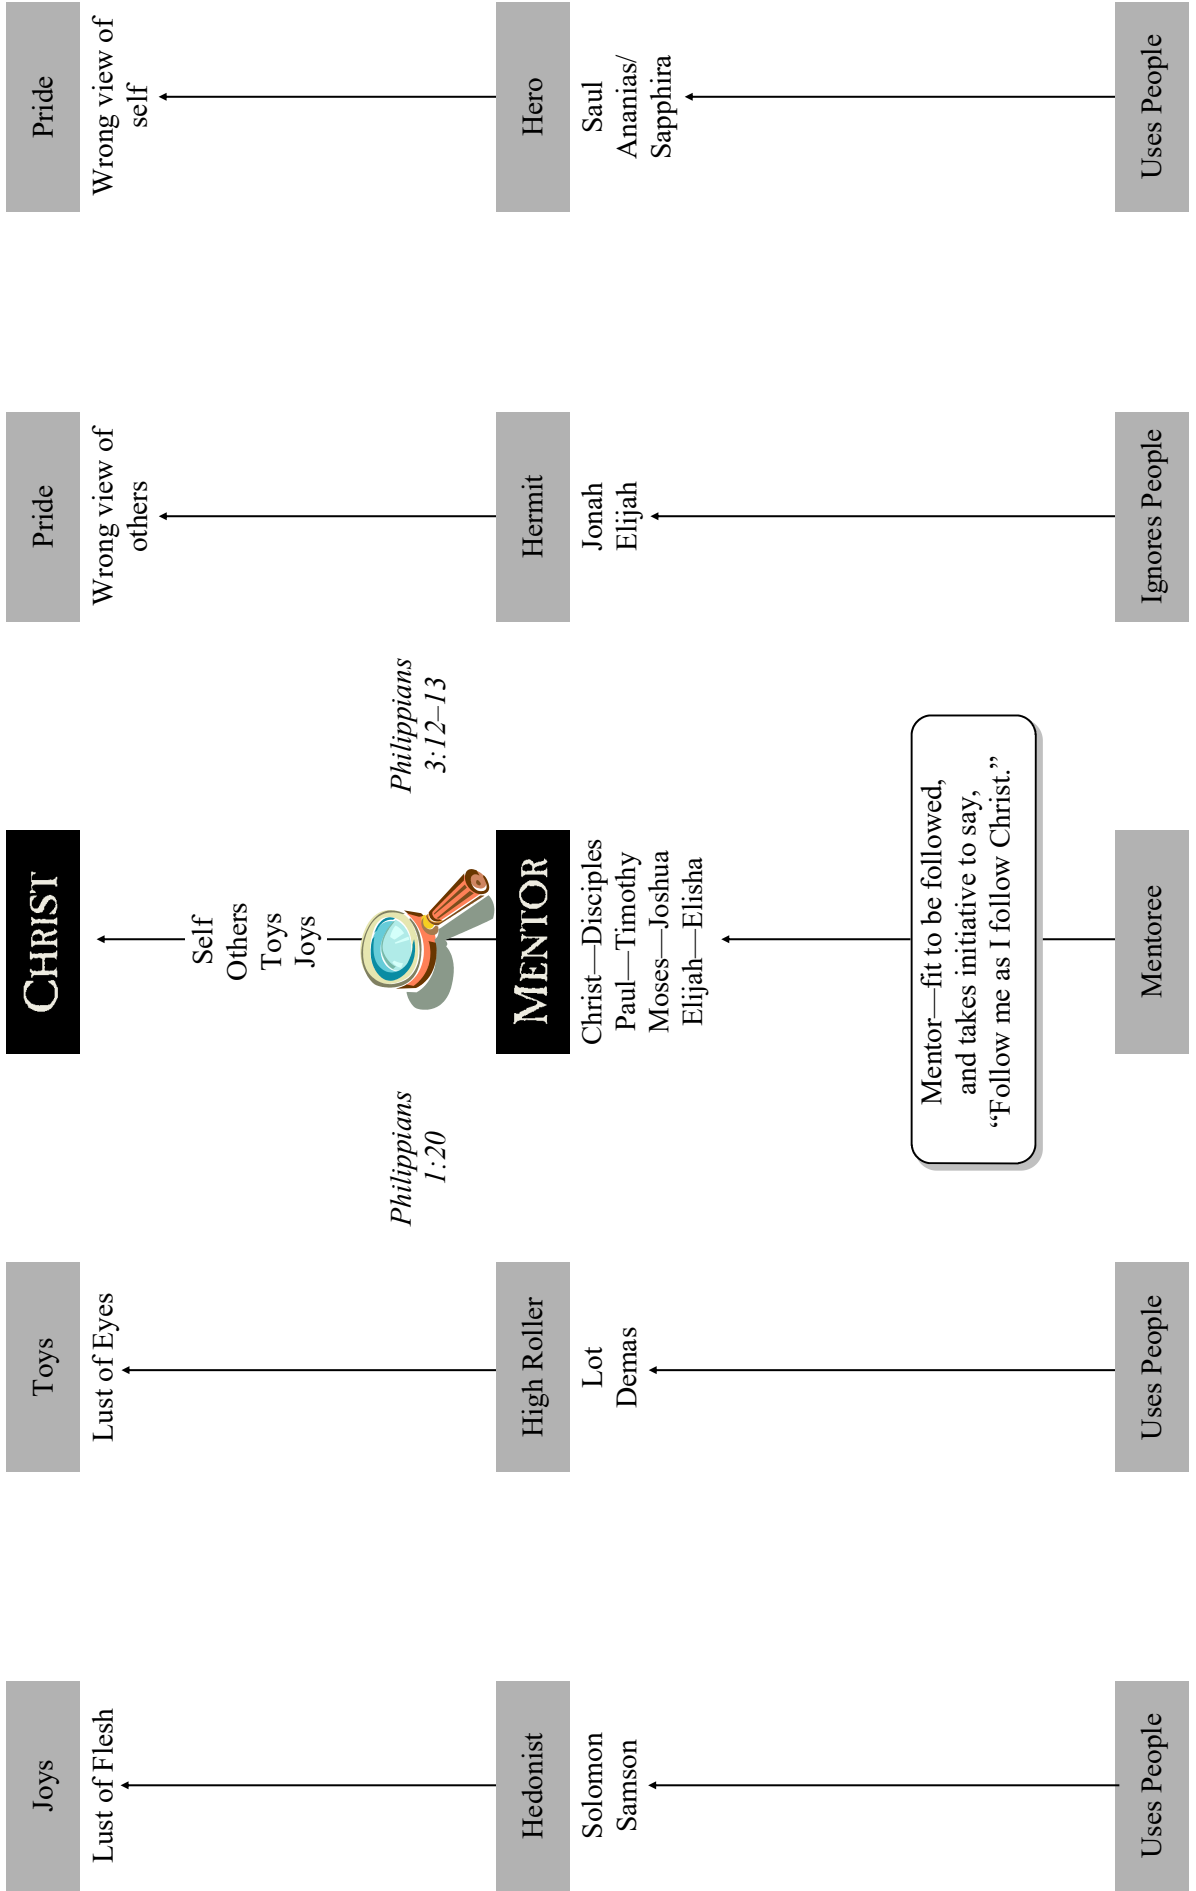 Joys
Lust of Flesh
Hedonist
Solomon
Samson
Uses People
Toys
Lust of Eyes
High Roller
Lot
Demas
Uses People
CHRIST
Self
Others
Toys
Joys
Philippians
1:20
Philippians
3:12–13
MENTOR
Christ—Disciples
Paul—Timothy
Moses—Joshua
Elijah—Elisha
Mentor—fit to be followed,
and takes initiative to say,
“Follow me as I follow Christ.”
Mentoree
Pride
Wrong view of
others
Hermit
Jonah
Elijah
Ignores People
Pride
Wrong view of
self
Hero
Saul
Ananias/
Sapphira
Uses People